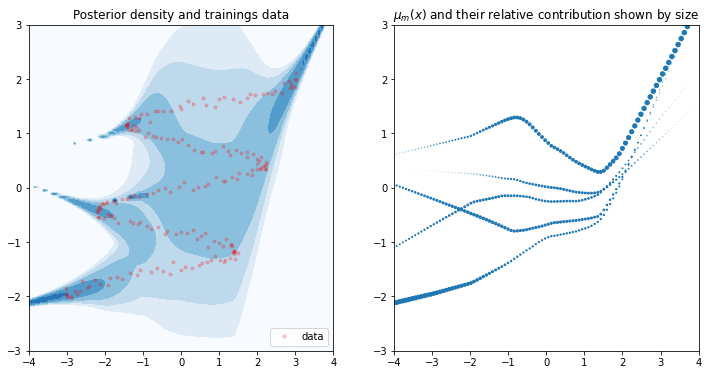 Posterior density and trainings data
3
2
1
0
−1
−2
−3
−4 −3 −2 −1 0 1 2 3 4
data
μm(x) and their relative contribution shown by size
3
2
1
0
−1
−2
−3
−4 −3 −2 −1 0 1 2 3 4